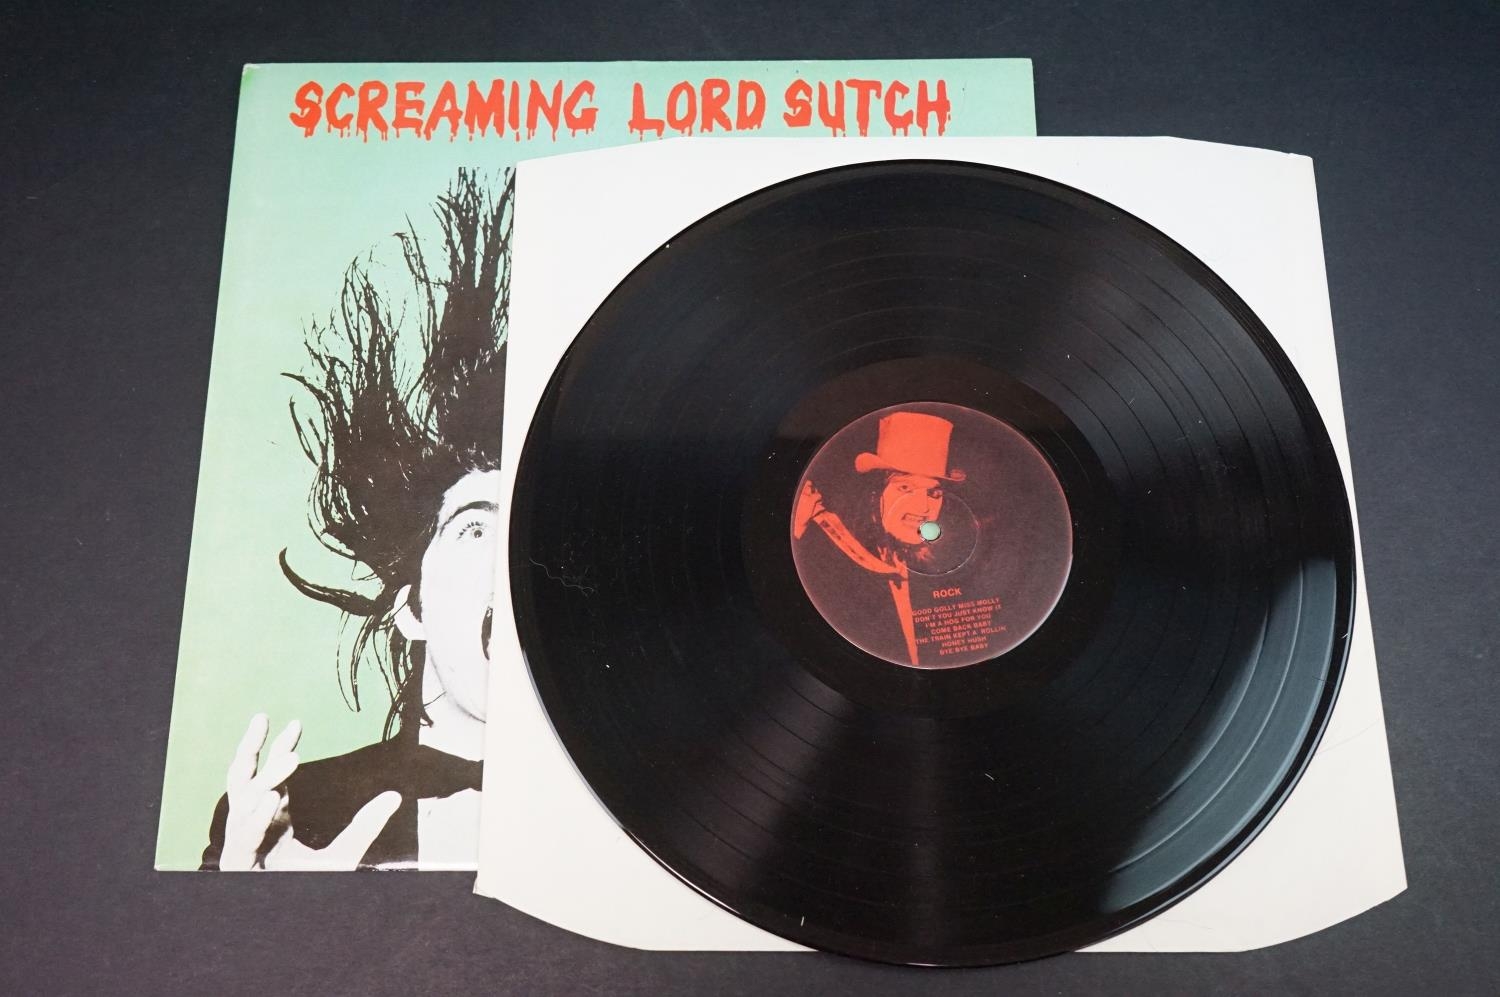 SCREAMING LORD SUTCH
ROCK
GOOD GOLLY MISS MOLLY
DON'T YOU JUST KNOW IT
I'M A HOG FOR YOU
COME BACK BABY
THE TRAIN KEPT A ROLLIN
HONEY HUSH
BYE BYE BABY